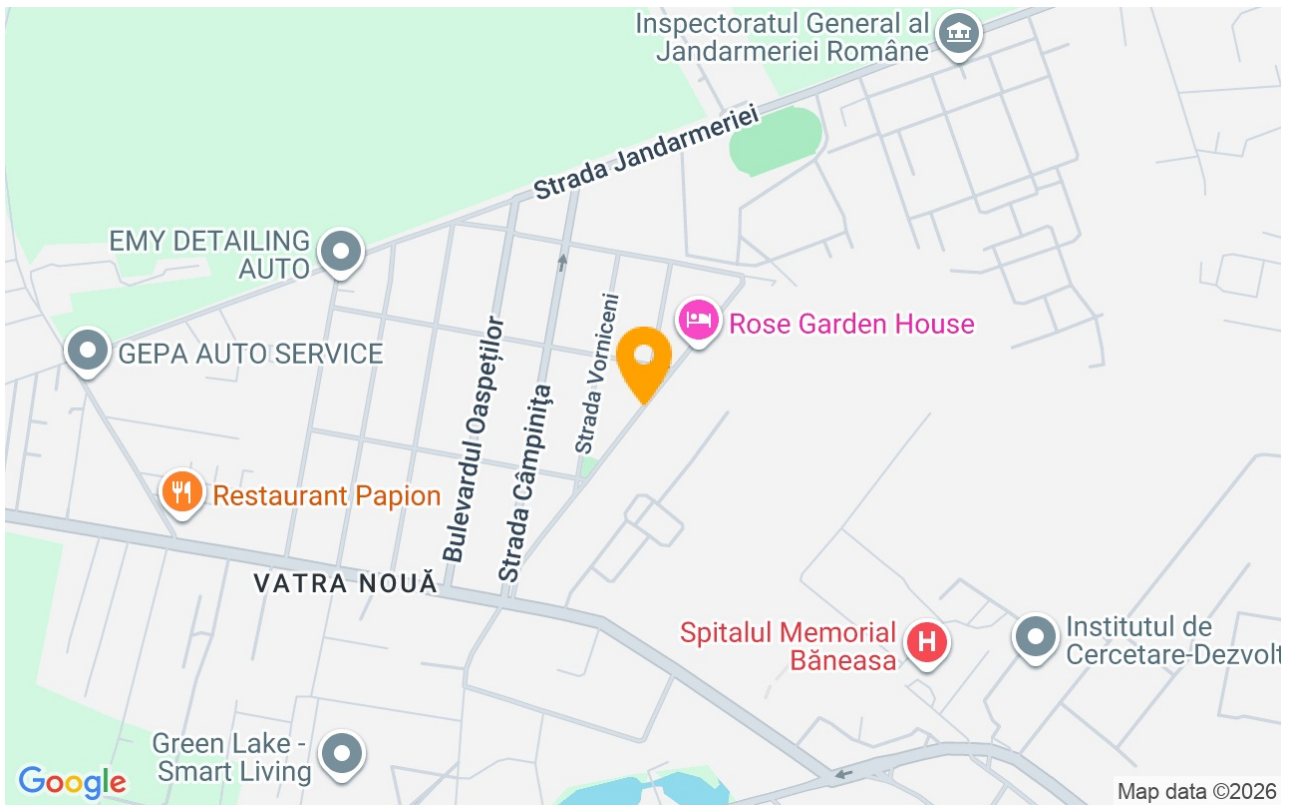 Inspectoratul General al
Jandarmeriei Române
Strada Jandarmeriei
EMY DETAILING
AUTO
Rose Garden House
GEPA AUTO SERVICE
Strada Vorniceni
Bulevardul Oaspeților
Strada Câmpiniţa
Restaurant Papion
VATRA NOUĂ
Spitalul Memorial
Băneasa
H
Institutul de
Cercetare-Dezvolt
Green Lake -
Smart Living
Google
Map data ©2026